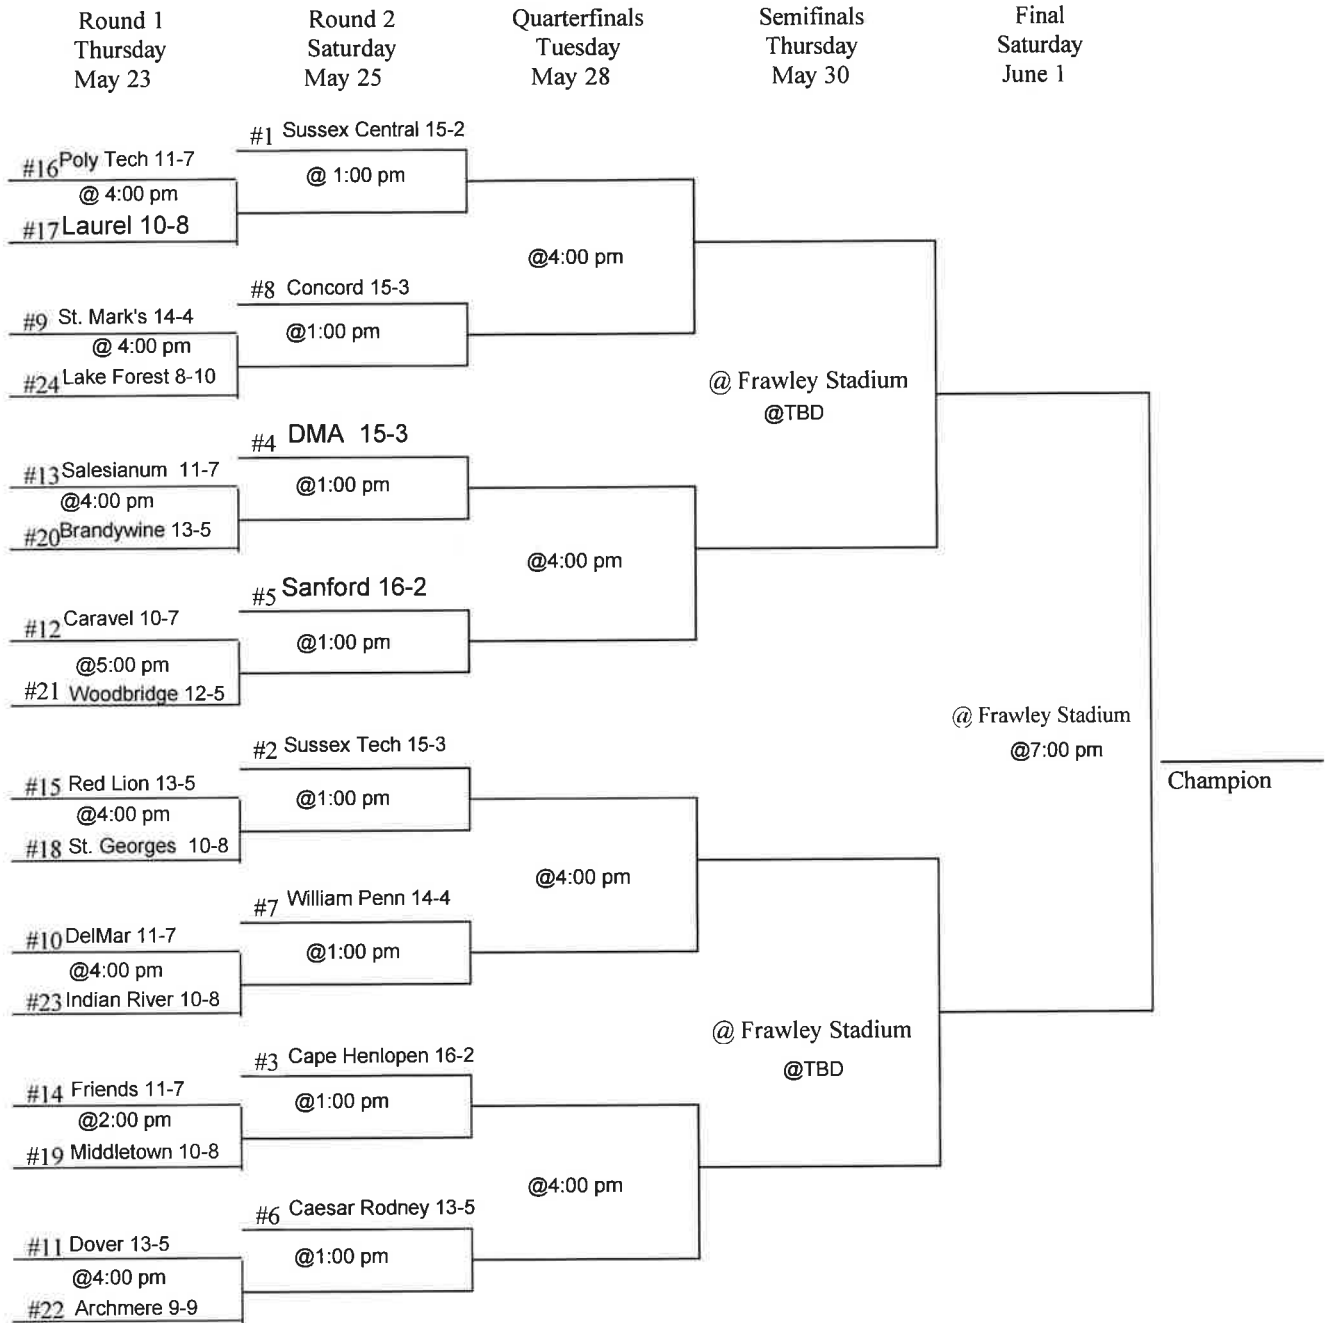 Round 1
Thursday
May 23
Round 2
Saturday
May 25
Quarterfinals
Tuesday
May 28
Semifinals
Thursday
May 30
Final
Saturday
June 1
#16 Poly Tech 11-7
@ 4:00 pm
#17 Laurel 10-8
#9 St. Mark's 14-4
@ 4:00 pm
#24 Lake Forest 8-10
#13 Salesianum 11-7
@4:00 pm
#20 Brandywine 13-5
#12 Caravel 10-7
@5:00 pm
#21 Woodbridge 12-5
#15 Red Lion 13-5
@4:00 pm
#18 St. Georges 10-8
#10 DelMar 11-7
@4:00 pm
#23 Indian River 10-8
#14 Friends 11-7
@2:00 pm
#19 Middletown 10-8
#11 Dover 13-5
@4:00 pm
#22 Archmere 9-9
#1 Sussex Central 15-2
@ 1:00 pm
#8 Concord 15-3
@1:00 pm
#4 DMA 15-3
@1:00 pm
#5 Sanford 16-2
@1:00 pm
#2 Sussex Tech 15-3
@1:00 pm
#7 William Penn 14-4
@1:00 pm
#3 Cape Henlopen 16-2
@1:00 pm
#6 Caesar Rodney 13-5
@1:00 pm
@4:00 pm
@4:00 pm
@4:00 pm
@4:00 pm
@ Frawley Stadium
@TBD
@ Frawley Stadium
@TBD
@ Frawley Stadium
@7:00 pm
Champion